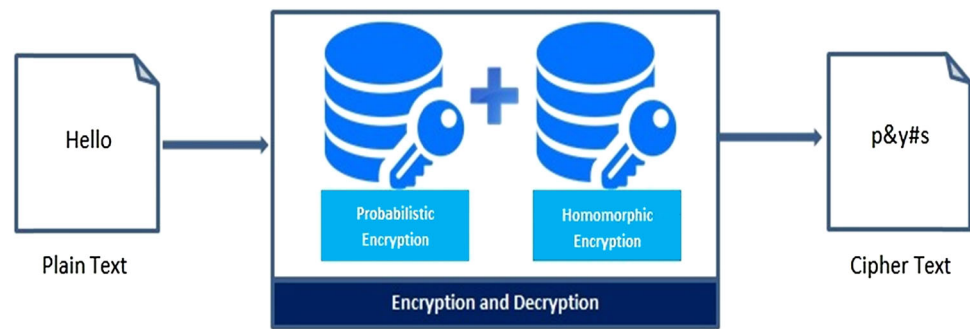 Hello
Plain Text
Probabilistic
Encryption
Homomorphic
Encryption
Encryption and Decryption
p&y#s
Cipher Text